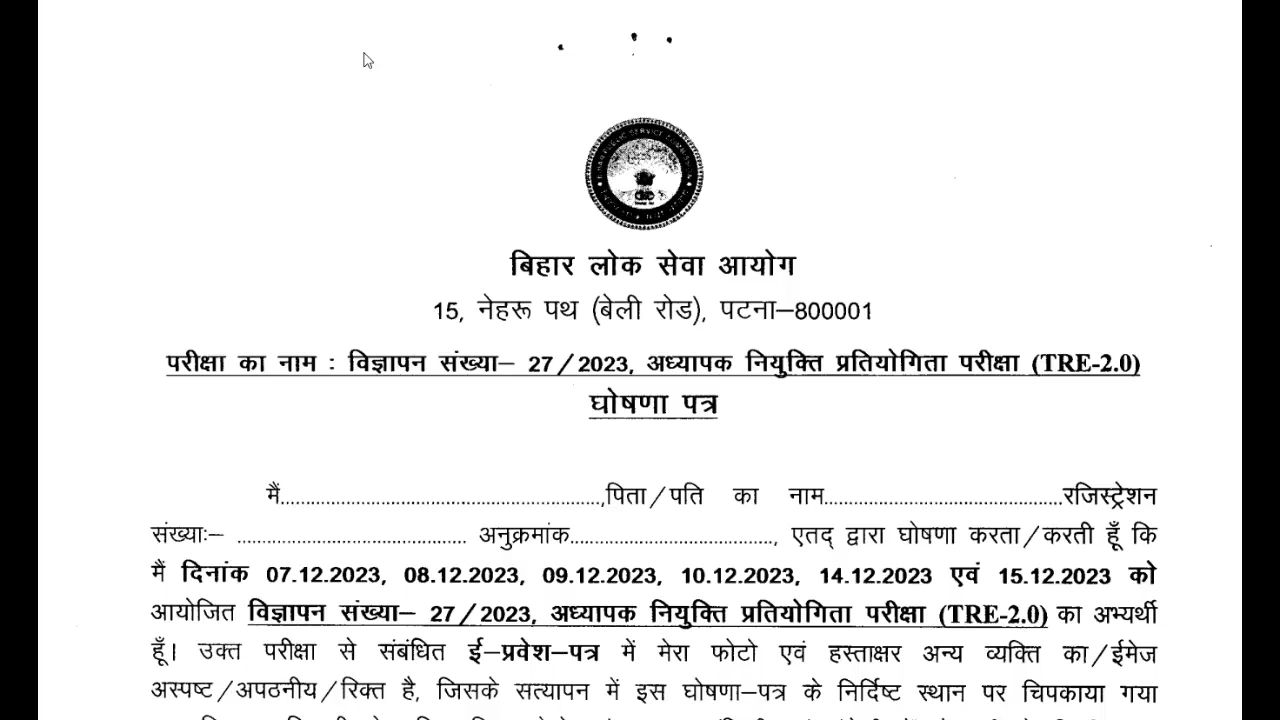 बिहार लोक सेवा आयोग
15, नेहरू पथ (बेली रोड), पटना–800001
परीक्षा का नाम : विज्ञापन संख्या– 27/2023, अध्यापक नियुक्ति प्रतियोगिता परीक्षा (TRE-2.0)
घोषणा पत्र
मैं................................................................,पिता/पति का नाम................................................रजिस्ट्रेशन
संख्याः– .............................................. अनुक्रमांक........................................., एतद् द्वारा घोषणा करता/करती हूँ कि
मैं दिनांक 07.12.2023, 08.12.2023, 09.12.2023, 10.12.2023, 14.12.2023 एवं 15.12.2023 को
आयोजित विज्ञापन संख्या– 27/2023, अध्यापक नियुक्ति प्रतियोगिता परीक्षा (TRE-2.0) का अभ्यर्थी
हूँ। उक्त परीक्षा से संबंधित ई–प्रवेश–पत्र में मेरा फोटो एवं हस्ताक्षर अन्य व्यक्ति का/ईमेज
अस्पष्ट/अपठनीय/रिक्त है, जिसके सत्यापन में इस घोषणा–पत्र के निर्दिष्ट स्थान पर चिपकाया गया